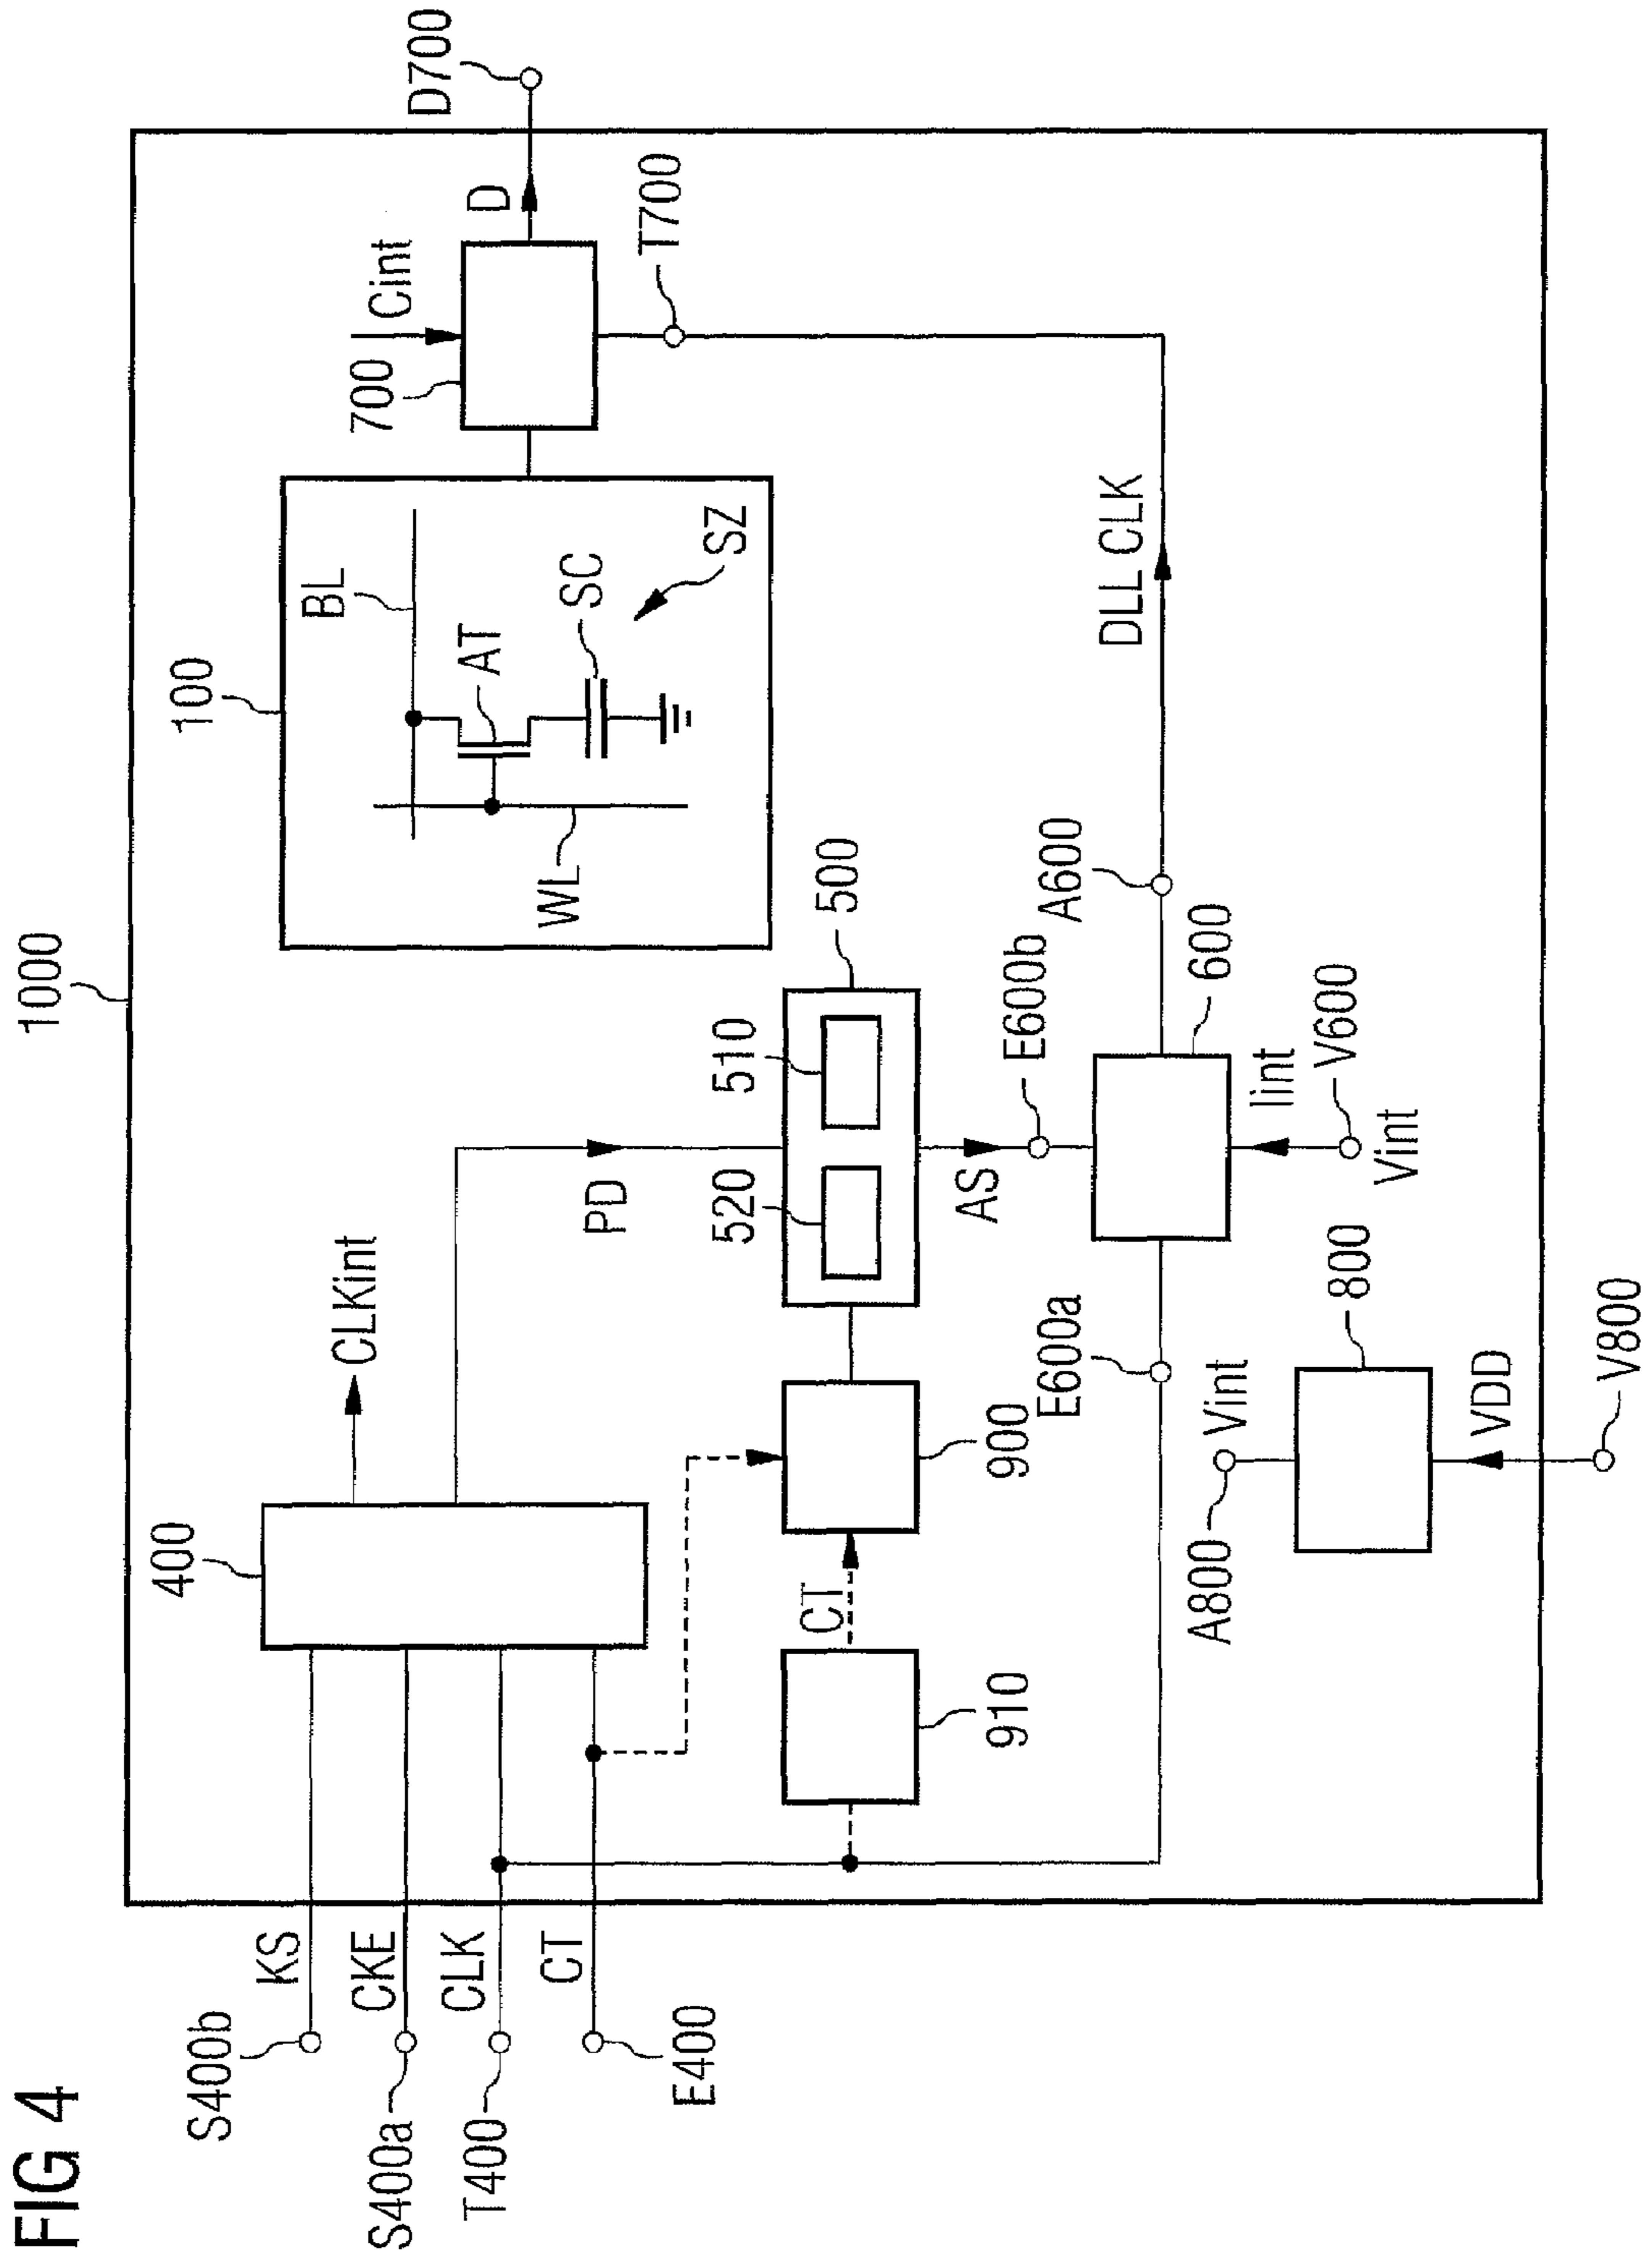 FIG 4
1000
S400b
KS
S400a
CKE
T400
CLK
E400
CT
400
CLKint
PD
100
BL
AT
SC
SZ
WL
700
Cint
D
D700
T700
500
510
520
AS
E600b
A600
DLL CLK
910
CT
900
E600a
600
Iint
V600
Vint
A800
Vint
800
VDD
V800